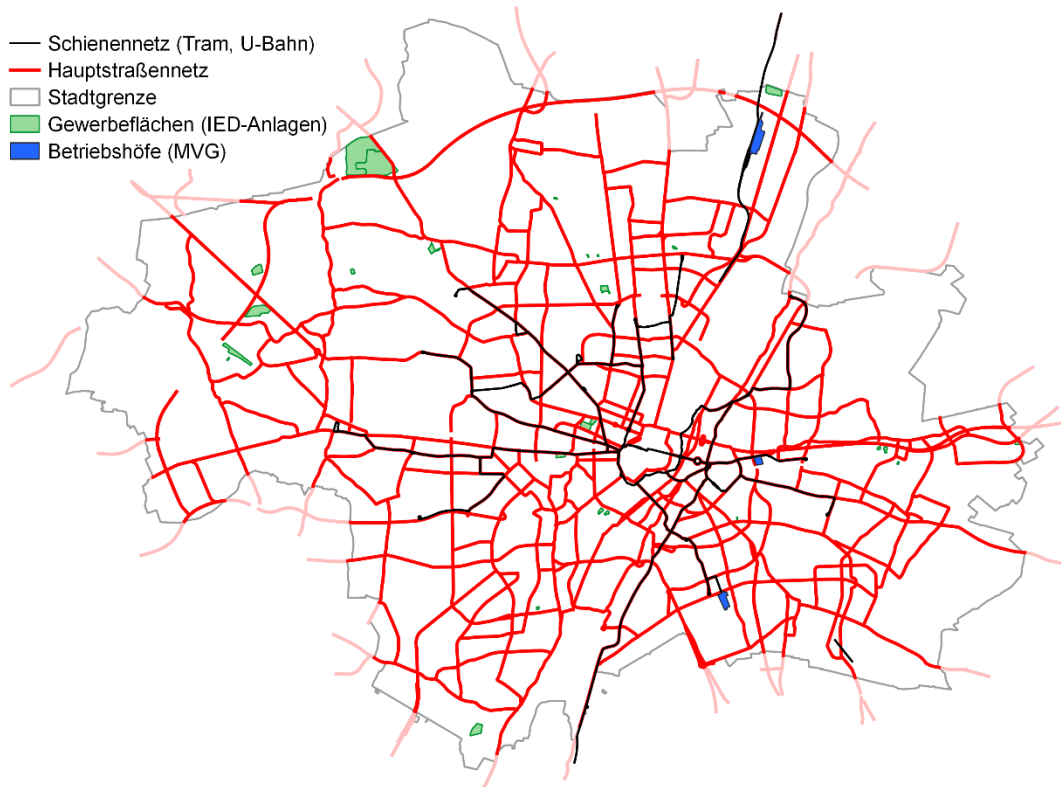 Schienennetz (Tram, U-Bahn)
Hauptstraßennetz
Stadtgrenze
Gewerbeflächen (IED-Anlagen)
Betriebshöfe (MVG)